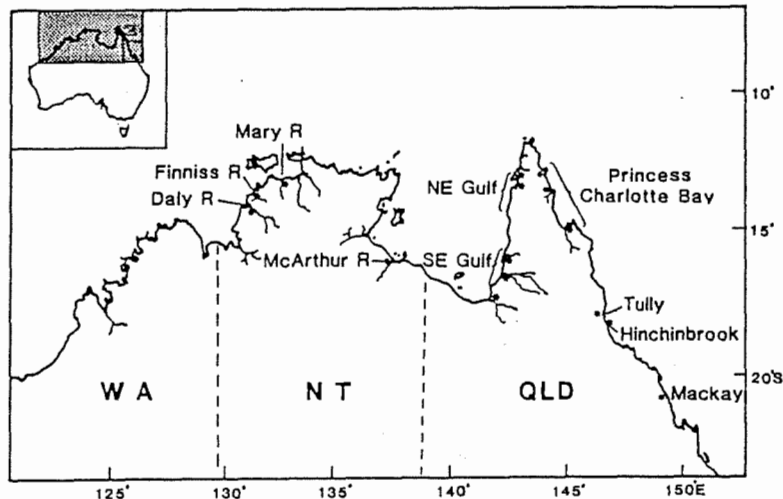 10°
Mary R
Finniss R
Daly R
NE Gulf
Princess
Charlotte Bay
15°
McArthur R
SE Gulf
Tully
Hinchinbrook
20°S
WA
NT
QLD
Mackay
125°
130°
135°
140°
145°
150°E